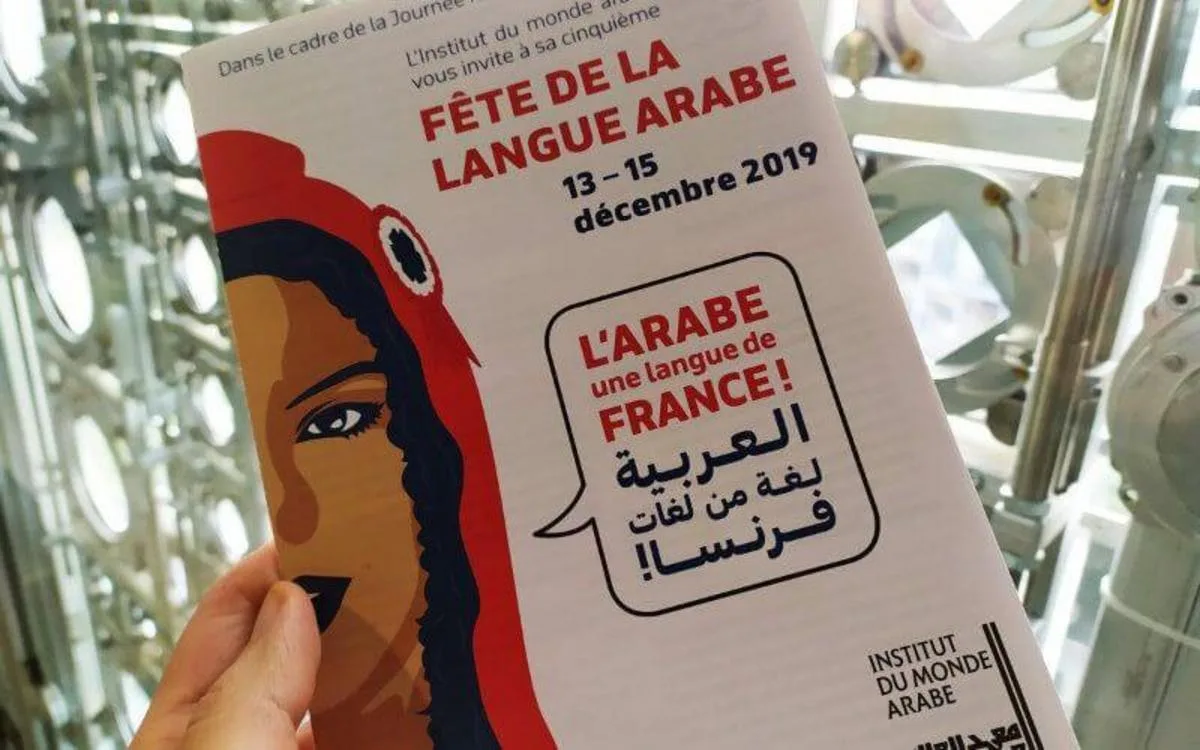 Dans le cadre de la Journée
L'Institut du monde
vous invite à sa cinquième
FÊTE DE LA
LANGUE ARABE
13 – 15
décembre 2019
L'ARABE
une langue de
FRANCE !
العربية
لغة من لغات
فرنسا!
INSTITUT
DU MONDE
ARABE
معهد